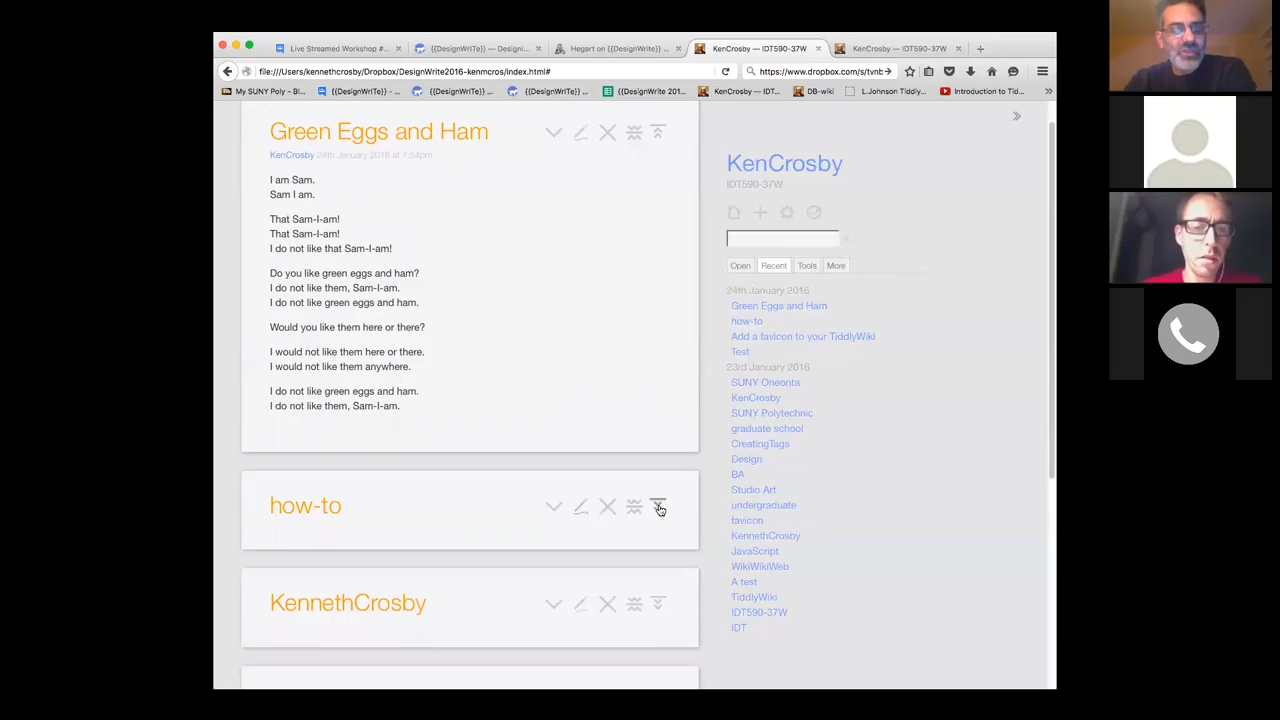 Live Streamed Workshop #...
{{DesignWriTe}} — Designi...
Hegart on {{DesignWrite}} ...
KenCrosby — IDT590-37W
KenCrosby — IDT590-37W
file:///Users/kennethcrosby/Dropbox/DesignWrite2016-kenmcros/index.html#
https://www.dropbox.com/s/tvnb
My SUNY Poly – Bl...
{{DesignWriTe}} - ...
{{DesignWriTe}} ...
{{DesignWriTe}} ...
{{DesignWrite 201...
KenCrosby — IDT...
DB-wiki
L.Johnson Tiddly...
Introduction to Tid...
Green Eggs and Ham
KenCrosby 24th January 2016 at 7:54pm
I am Sam.
Sam I am.
That Sam-I-am!
That Sam-I-am!
I do not like that Sam-I-am!
Do you like green eggs and ham?
I do not like them, Sam-I-am.
I do not like green eggs and ham.
Would you like them here or there?
I would not like them here or there.
I would not like them anywhere.
I do not like green eggs and ham.
I do not like them, Sam-I-am.
how-to
KennethCrosby
KenCrosby
IDT590-37W
Open Recent Tools More
24th January 2016
Green Eggs and Ham
how-to
Add a favicon to your TiddlyWiki
Test
23rd January 2016
SUNY Oneonta
KenCrosby
SUNY Polytechnic
graduate school
CreatingTags
Design
BA
Studio Art
undergraduate
favicon
KennethCrosby
JavaScript
WikiWikiWeb
A test
TiddlyWiki
IDT590-37W
IDT